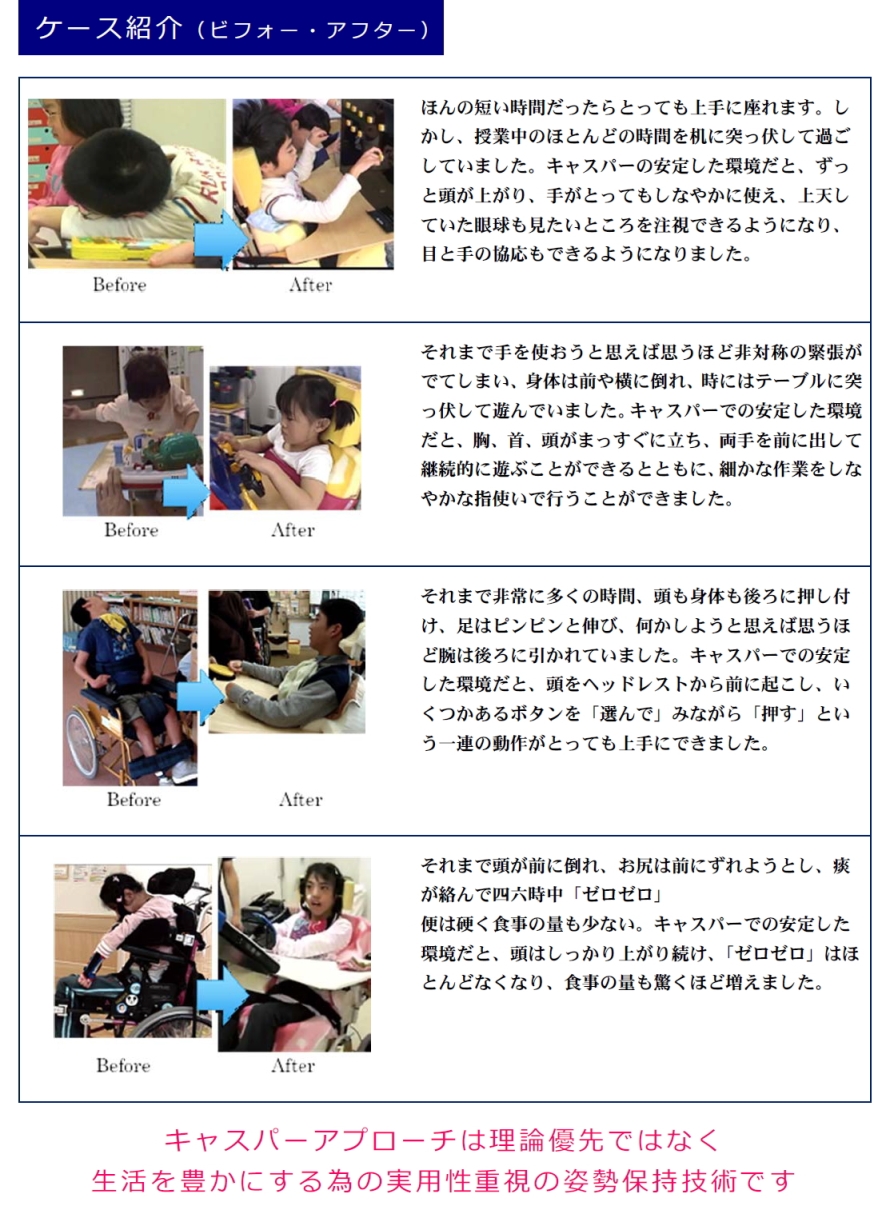 ケース紹介（ビフォー・アフター）
ほんの短い時間だったらとっても上手に座れます。し
かし、授業中のほとんどの時間を机に突っ伏して過ご
していました。キャスパーの安定した環境だと、ずっ
と頭が上がり、手がとってもしなやかに使え、上天し
ていた眼球も見たいところを注視できるようになり、
目と手の協応もできるようになりました。
Before
After
それまで手を使おうと思えば思うほど非対称の緊張が
でてしまい、身体は前や横に倒れ、時にはテーブルに突
っ伏して遊んでいました。キャスパーでの安定した環境
だと、胸、首、頭がまっすぐに立ち、両手を前に出して
継続的に遊ぶことができるとともに、細かな作業をしな
やかな指使いで行うことができました。
Before
After
それまで非常に多くの時間、頭も身体も後ろに押し付
け、足はピンピンと伸び、何かしようと思えば思うほ
ど腕は後ろに引かれていました。キャスパーでの安定
した環境だと、頭をヘッドレストから前に起こし、い
くつかあるボタンを「選んで」みながら「押す」とい
う一連の動作がとっても上手にできました。
Before
After
それまで頭が前に倒れ、お尻は前にずれようとし、痰
が絡んで四六時中「ゼロゼロ」
便は硬く食事の量も少ない。キャスパーでの安定した
環境だと、頭はしっかり上がり続け、「ゼロゼロ」はほ
とんどなくなり、食事の量も驚くほど増えました。
Before
After
キャスパーアプローチは理論優先ではなく
生活を豊かにする為の実用性重視の姿勢保持技術です